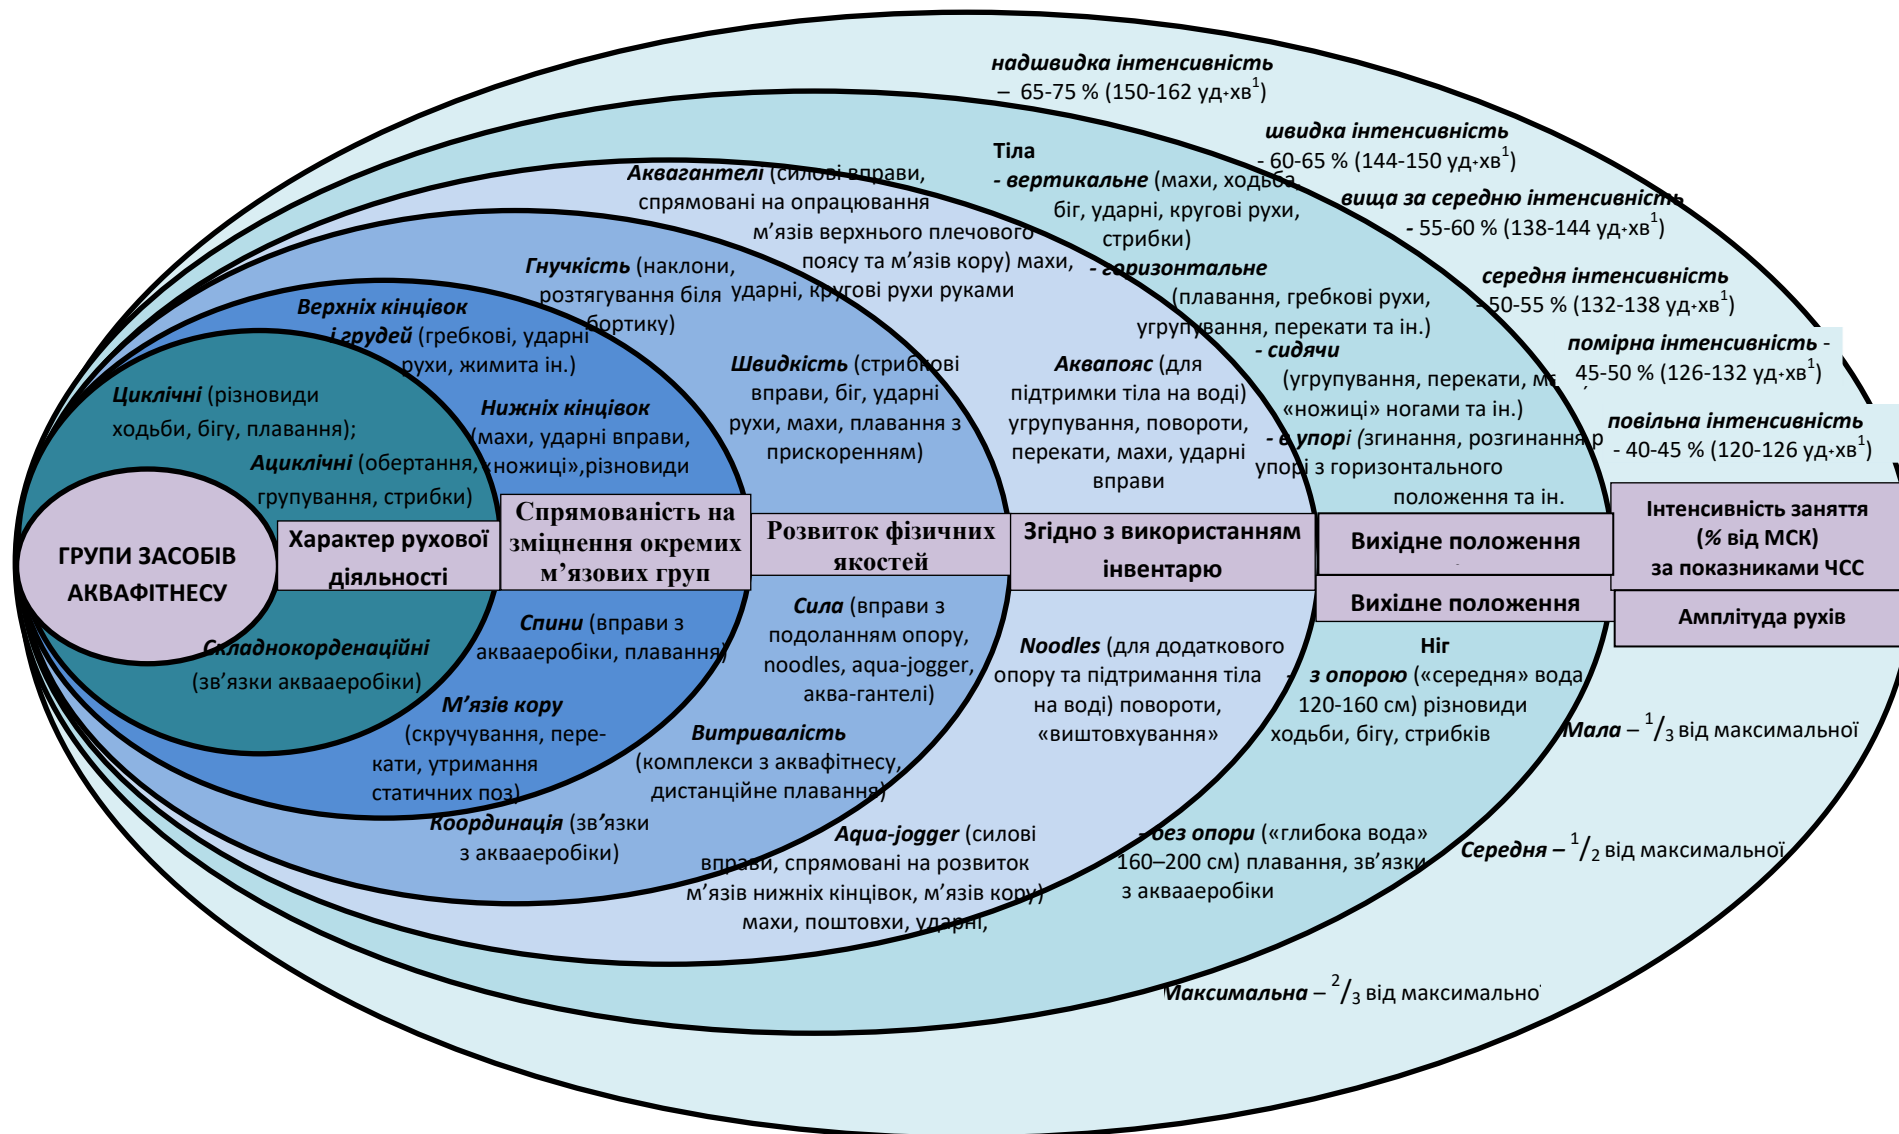 надшвидка інтенсивність
– 65-75 % (150-162 уд·хв¹)
швидка інтенсивність
- 60-65 % (144-150 уд·хв¹)
вища за середню інтенсивність
- 55-60 % (138-144 уд·хв¹)
середня інтенсивність
- 50-55 % (132-138 уд·хв¹)
помірна інтенсивність -
45-50 % (126-132 уд·хв¹)
повільна інтенсивність
- 40-45 % (120-126 уд·хв¹)
Тіла
- вертикальне (махи, ходьба,
біг, ударні, кругові рухи,
стрибки)
- горизонтальне
(плавання, гребкові рухи,
угрупування, перекати та ін.)
- сидячи
(угрупування, перекати,
«ножиці» ногами та ін.)
- в упорі (згинання, розгинання р
упорі з горизонтального
положення та ін.
Аквагантелі (силові вправи,
спрямовані на опрацювання
м’язів верхнього плечового
поясу та м’язів кору) махи,
ударні, кругові рухи руками
Аквапояс (для
підтримки тіла на воді)
угрупування, повороти,
перекати, махи, ударні
вправи
Гнучкість (наклони,
розтягування біля
бортику)
Швидкість (стрибкові
вправи, біг, ударні
рухи, махи, плавання з
прискоренням)
Верхніх кінцівок
і грудей (гребкові, ударні
рухи, жимита ін.)
Нижніх кінцівок
(махи, ударні вправи,
«ножиці»,різновиди
Циклічні (різновиди
ходьби, бігу, плавання);
Ациклічні (обертання,
групування, стрибки)
ГРУПИ ЗАСОБІВ
АКВАФІТНЕСУ
Характер рухової
діяльності
Спрямованість на
зміцнення окремих
м’язових груп
Розвиток фізичних
якостей
Згідно з використанням
інвентарю
Вихідне положення
Вихідне положення
Інтенсивність заняття
(% від МСК)
за показниками ЧСС
Амплітуда рухів
Складнокорденаційні
(зв’язки аквааеробіки)
Спини (вправи з
аквааеробіки, плавання)
М’язів кору
(скручування, пере-
кати, утримання
статичних поз)
Сила (вправи з
подоланням опору,
noodles, aqua-jogger,
аква-гантелі)
Витривалість
(комплекси з аквафітнесу,
дистанційне плавання)
Координація (зв’язки
з аквааеробіки)
Noodles (для додаткового
опору та підтримання тіла
на воді) повороти,
«виштовхування»
Aqua-jogger (силові
вправи, спрямовані на розвиток
м’язів нижніх кінцівок, м’язів кору)
махи, поштовхи, ударні,
Ніг
- з опорою («середня» вода
120-160 см) різновиди
ходьби, бігу, стрибків
- без опори («глибока вода»
160–200 см) плавання, зв’язки
з аквааеробіки
Мала – 1/3 від максимальної
Середня – 1/2 від максимальної
Максимальна – 2/3 від максимальної